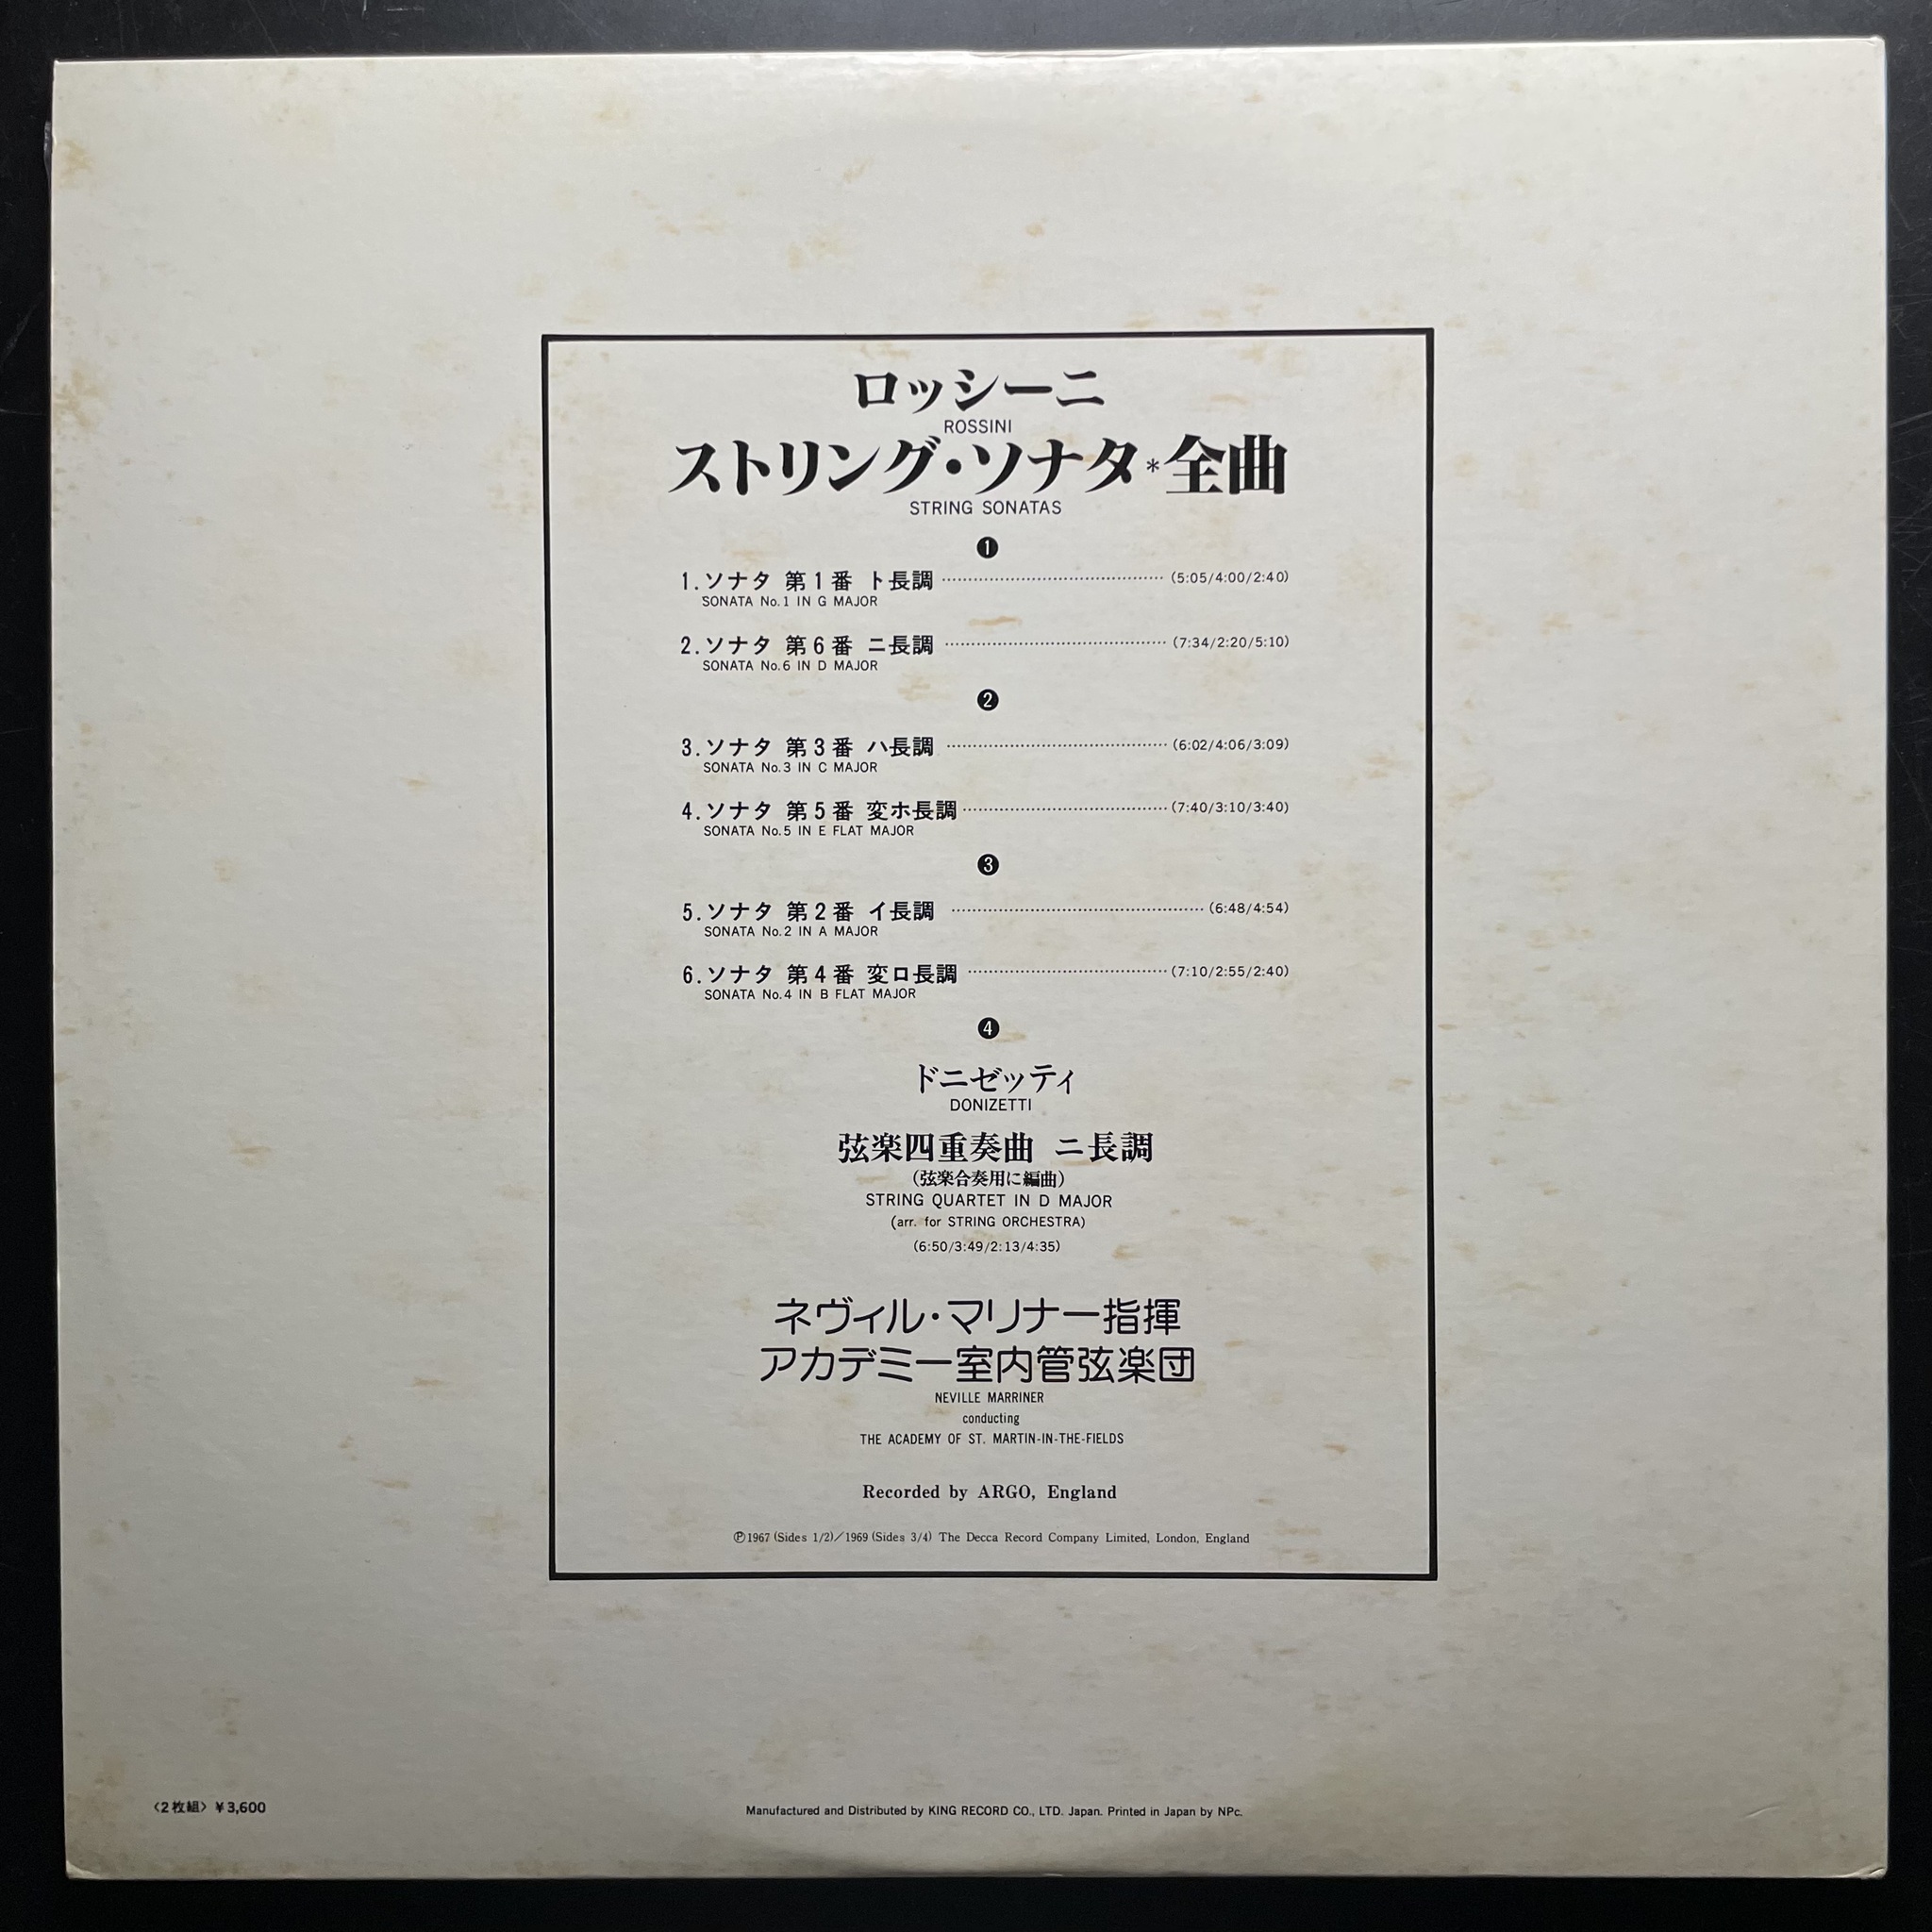 ロッシーニ
ROSSINI
ストリング・ソナタ*全曲
STRING SONATAS
❶
1.ソナタ 第1番 ト長調 ………………………………… (5:05/4:00/2:40)
SONATA No.1 IN G MAJOR
2.ソナタ 第6番 ニ長調 ………………………………… (7:34/2:20/5:10)
SONATA No.6 IN D MAJOR
❷
3.ソナタ 第3番 ハ長調 ………………………………… (6:02/4:06/3:09)
SONATA No.3 IN C MAJOR
4.ソナタ 第5番 変ホ長調 ……………………………… (7:40/3:10/3:40)
SONATA No.5 IN E FLAT MAJOR
❸
5.ソナタ 第2番 イ長調 ……………………………………… (6:48/4:54)
SONATA No.2 IN A MAJOR
6.ソナタ 第4番 変ロ長調 ……………………………… (7:10/2:55/2:40)
SONATA No.4 IN B FLAT MAJOR
❹
ドニゼッティ
DONIZETTI
弦楽四重奏曲 ニ長調
(弦楽合奏用に編曲)
STRING QUARTET IN D MAJOR
(arr. for STRING ORCHESTRA)
(6:50/3:49/2:13/4:35)
ネヴィル・マリナー指揮
アカデミー室内管弦楽団
NEVILLE MARRINER
conducting
THE ACADEMY OF ST. MARTIN-IN-THE-FIELDS
Recorded by ARGO, England
℗1967 (Sides 1/2)／1969 (Sides 3/4) The Decca Record Company Limited, London, England
〈2枚組〉¥3,600
Manufactured and Distributed by KING RECORD CO., LTD. Japan. Printed in Japan by NPc.